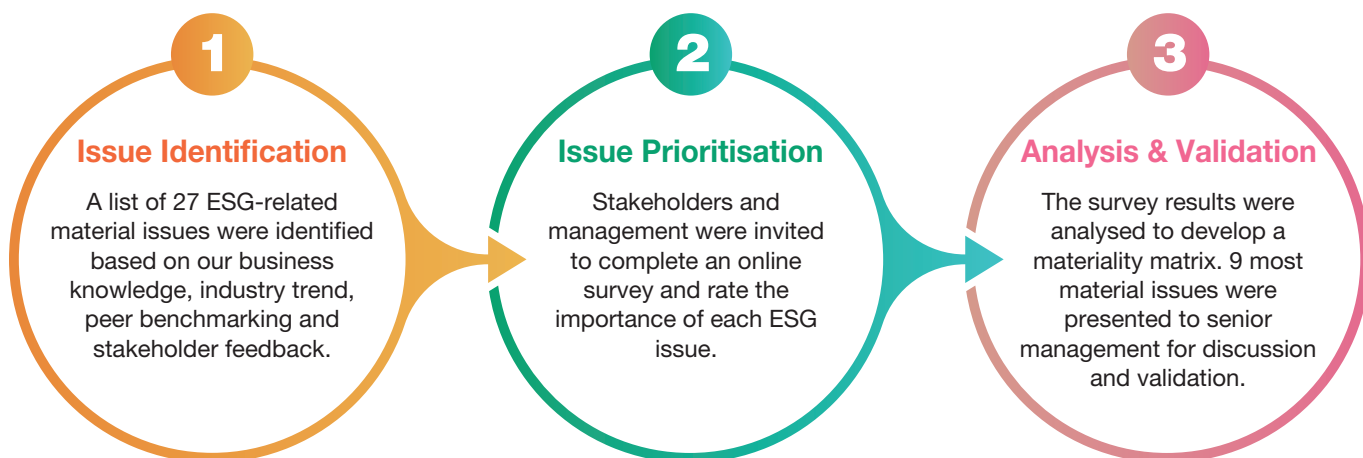 1
Issue Identification
A list of 27 ESG-related
material issues were identified
based on our business
knowledge, industry trend,
peer benchmarking and
stakeholder feedback.
2
Issue Prioritisation
Stakeholders and
management were invited
to complete an online
survey and rate the
importance of each ESG
issue.
3
Analysis & Validation
The survey results were
analysed to develop a
materiality matrix. 9 most
material issues were
presented to senior
management for discussion
and validation.